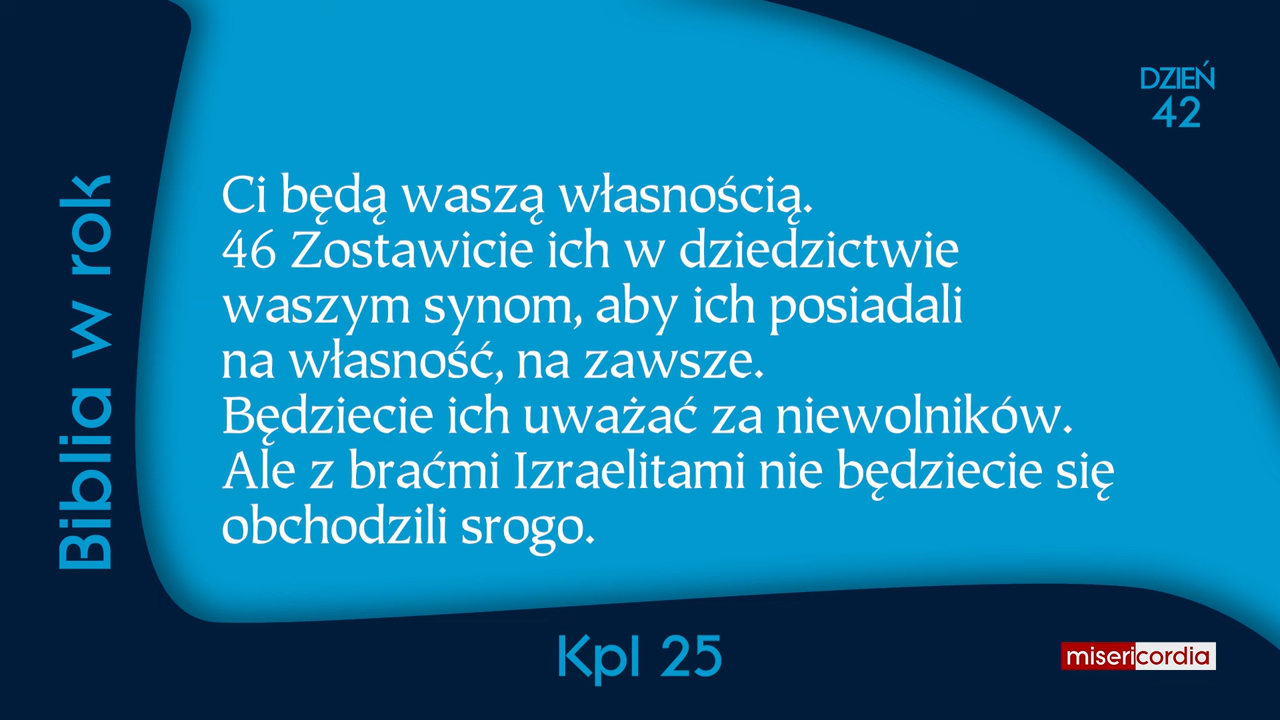 DZIEŃ
42
Biblia w rok
Ci będą waszą własnością.
46 Zostawicie ich w dziedzictwie
waszym synom, aby ich posiadali
na własność, na zawsze.
Będziecie ich uważać za niewolników.
Ale z braćmi Izraelitami nie będziecie się
obchodzili srogo.
Kpl 25
misericordia